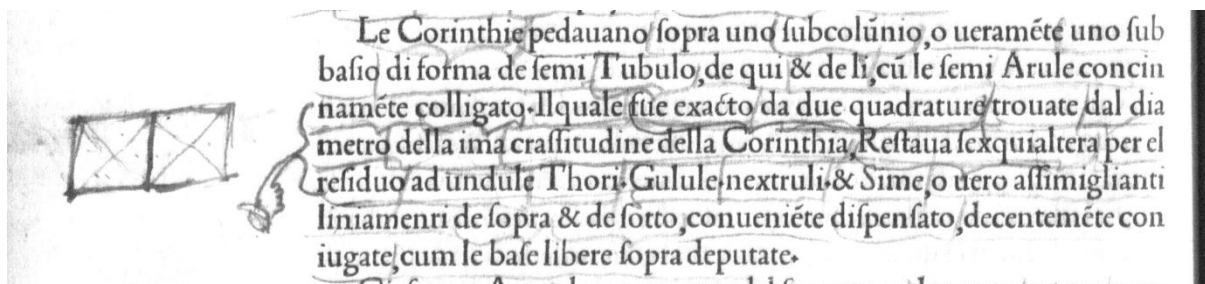 Le Corinthie pedauano ſopra uno ſubcolũnio,o ueramẽte uno ſub
baſio di forma de ſemi Tubulo,de qui & de li,cũ le ſemi Arule concin
namẽte colligato.Ilquale fue exacto da due quadrature trouate dal dia
metro della ima craſſitudine della Corinthia,Reſtaua ſexquialtera per el
reſiduo ad undule Thori.Gulule.nextruli.& Sime,o uero aſſimiglianti
liniamenri de ſopra & de ſotto,conueniẽte diſpenſato,decentemẽte con
iugate,cum le baſe libere ſopra deputate.